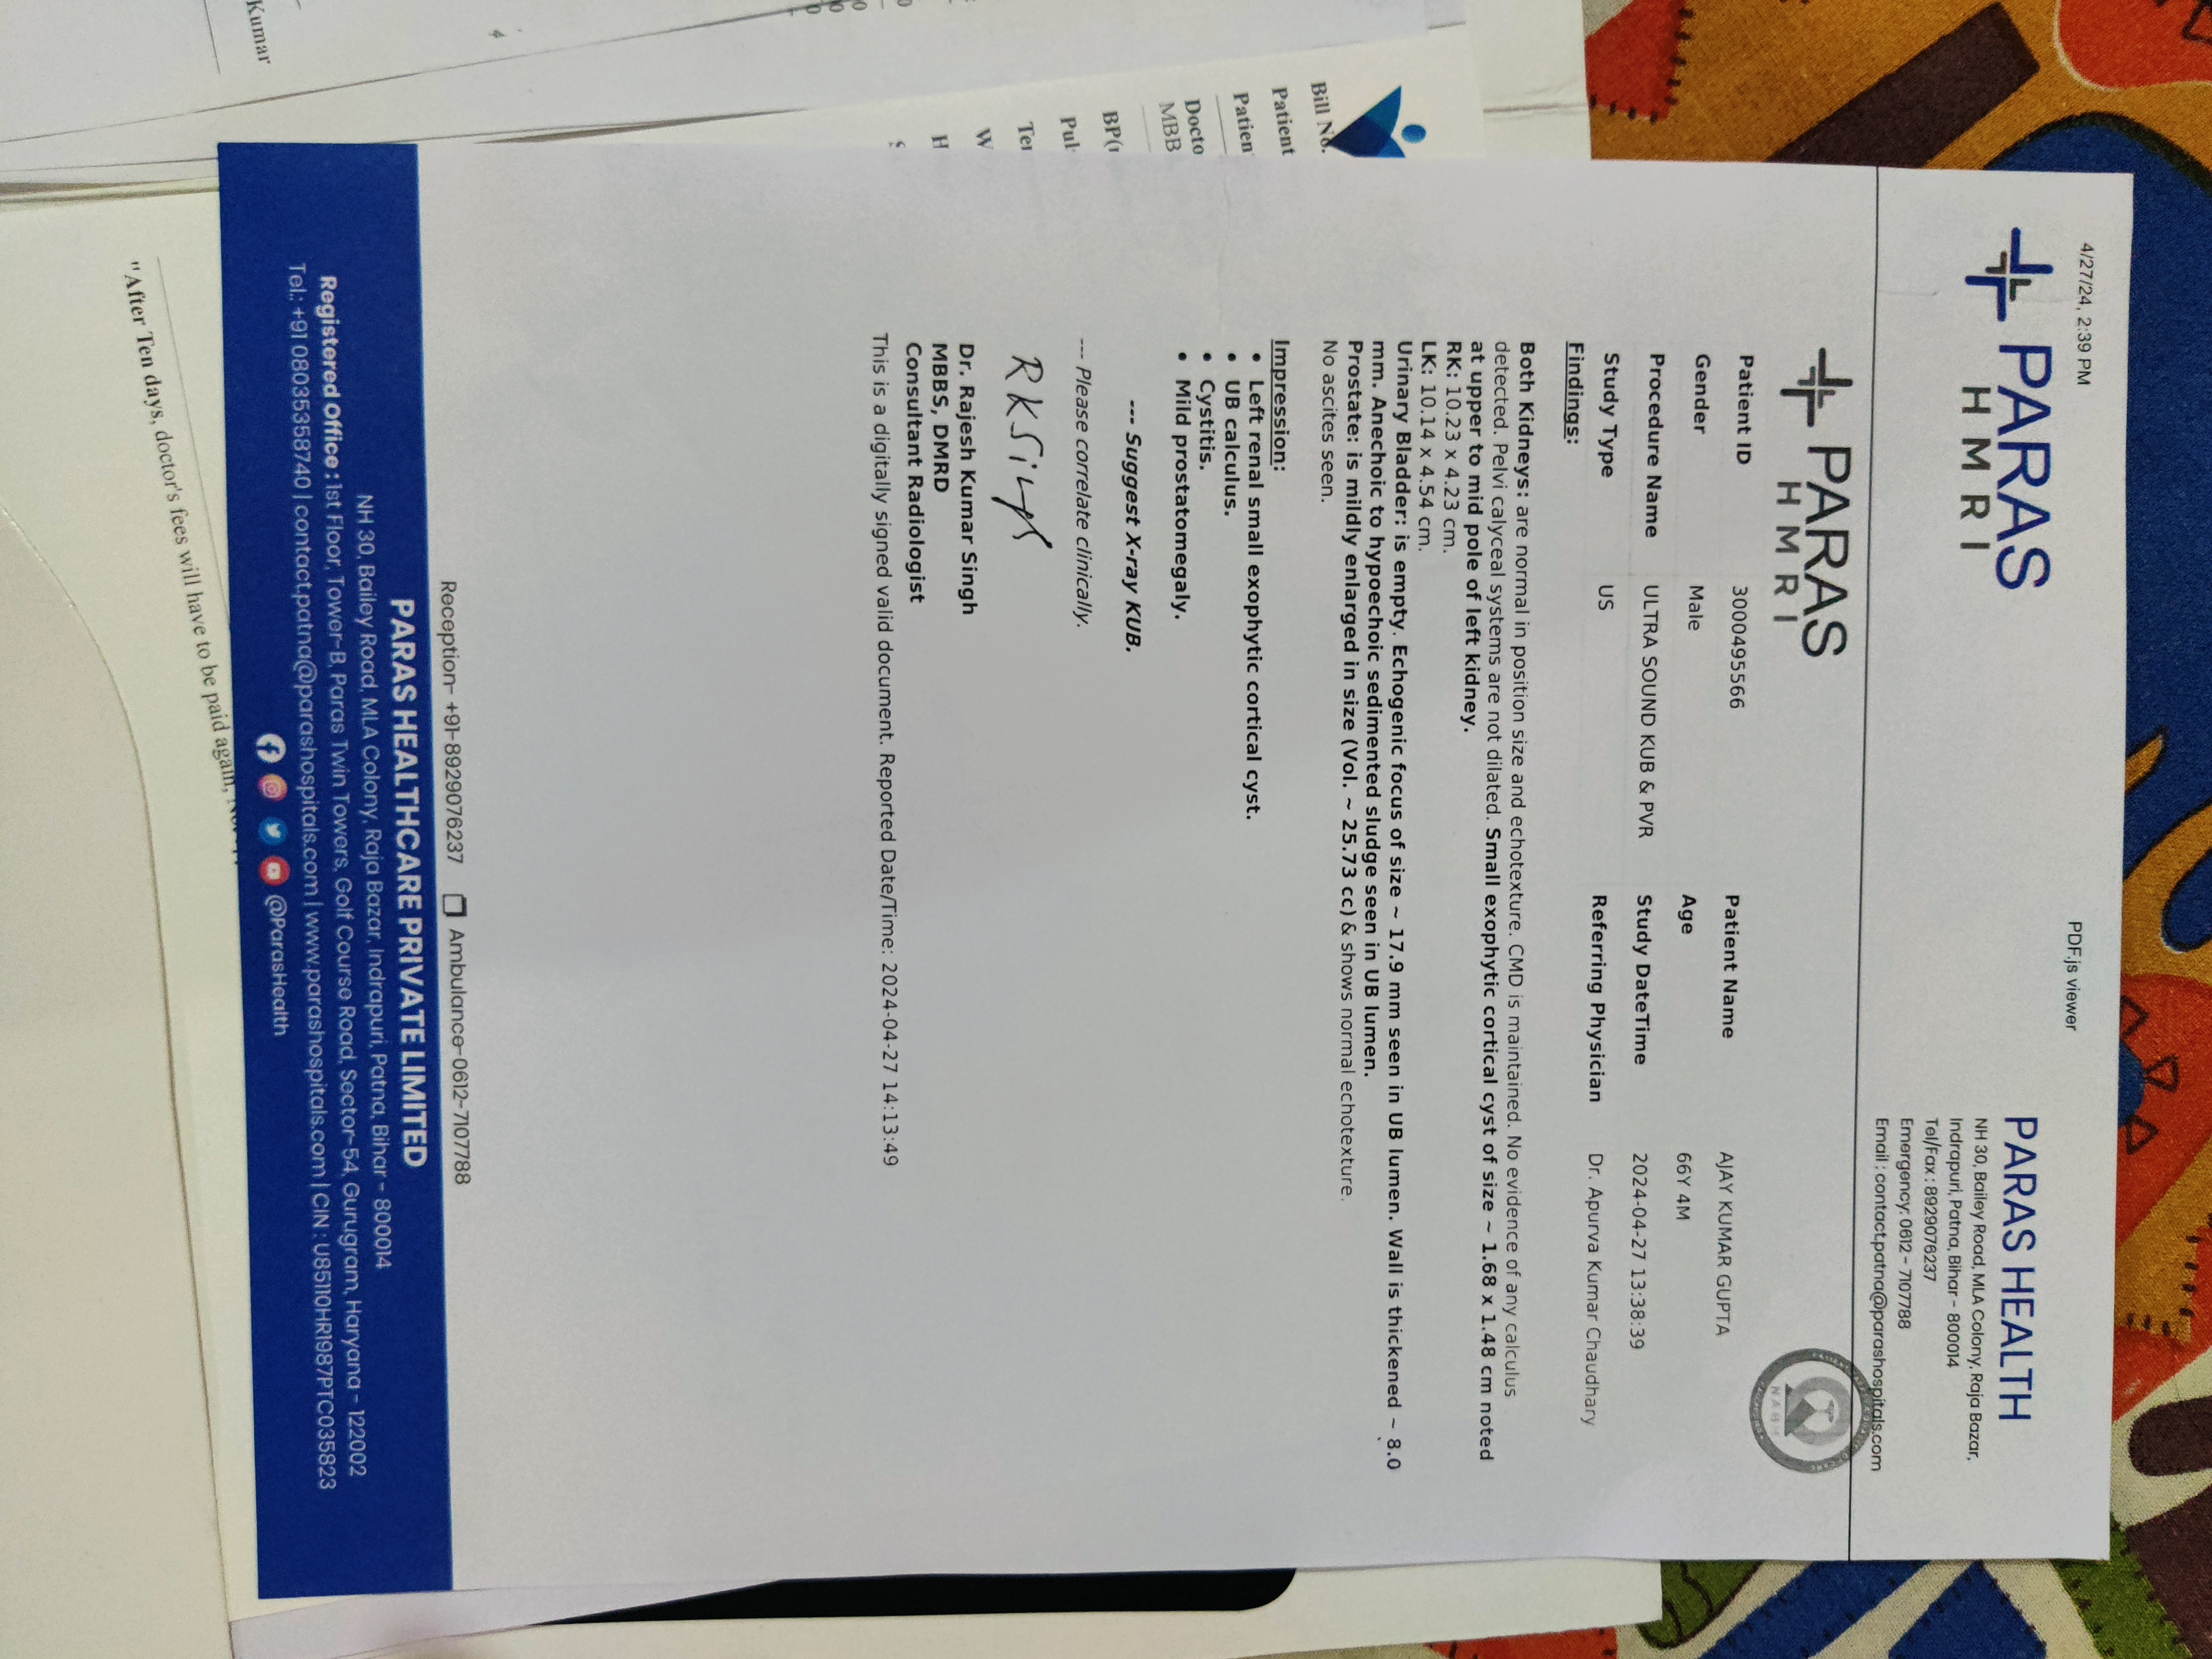 4/27/24, 2:39 PM
PDF.js viewer
PARAS
HMRI
PARAS HEALTH
NH 30, Bailey Road, MLA Colony, Raja Bazar,
Indrapuri, Patna, Bihar - 800014
Tel/Fax : 8929076237
Emergency: 0612 - 7107788
Email : contact.patna@parashospitals.com
PARAS
HMRI
NABH
Patient ID 3000495566 Patient Name AJAY KUMAR GUPTA
Gender Male Age 66Y 4M
Procedure Name ULTRA SOUND KUB & PVR Study DateTime 2024-04-27 13:38:39
Study Type US Referring Physician Dr. Apurva Kumar Chaudhary
Findings:
Both Kidneys: are normal in position size and echotexture. CMD is maintained. No evidence of any calculus
detected. Pelvi calyceal systems are not dilated. Small exophytic cortical cyst of size ~ 1.68 x 1.48 cm noted
at upper to mid pole of left kidney.
RK: 10.23 x 4.23 cm.
LK: 10.14 x 4.54 cm.
Urinary Bladder: is empty. Echogenic focus of size ~ 17.9 mm seen in UB lumen. Wall is thickened ~ 8.0
mm. Anechoic to hypoechoic sedimented sludge seen in UB lumen.
Prostate: is mildly enlarged in size (Vol. ~ 25.73 cc) & shows normal echotexture.
No ascites seen.
Impression:
• Left renal small exophytic cortical cyst.
• UB calculus.
• Cystitis.
• Mild prostatomegaly.
--- Suggest X-ray KUB.
--- Please correlate clinically.
RKSingh
Dr. Rajesh Kumar Singh
MBBS, DMRD
Consultant Radiologist
This is a digitally signed valid document. Reported Date/Time: 2024-04-27 14:13:49
Reception- +91-8929076237 Ambulance-0612-7107788
PARAS HEALTHCARE PRIVATE LIMITED
NH 30, Bailey Road, MLA Colony, Raja Bazar, Indrapuri, Patna, Bihar - 800014
Registered Office : 1st Floor, Tower-B, Paras Twin Towers, Golf Course Road, Sector-54, Gurugram, Haryana - 122002
Tel.: +91 08035358740 | contact.patna@parashospitals.com | www.parashospitals.com | CIN : U85110HR1987PTC035823
@ParasHealth
Bill No.
Patient
Patien
Docto
MBB
BP(
Pul
Te
W
H
Kumar
4
"After Ten days, doctor's fees will have to be paid again,